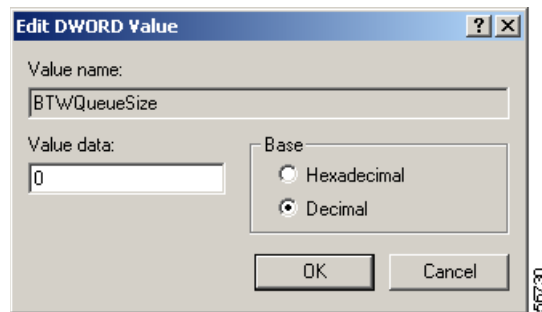 Edit DWORD Value
Value name:
BTWQueueSize
Value data:
0
Base
Hexadecimal
Decimal
OK
Cancel
56730